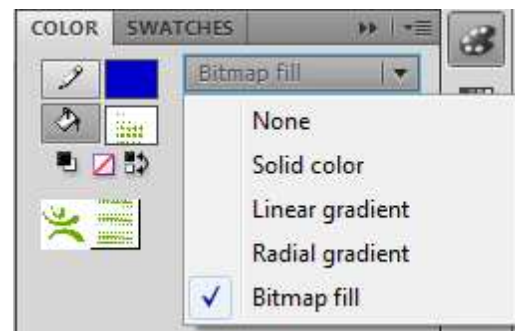 COLOR SWATCHES
Bitmap fill
None
Solid color
Linear gradient
Radial gradient
Bitmap fill